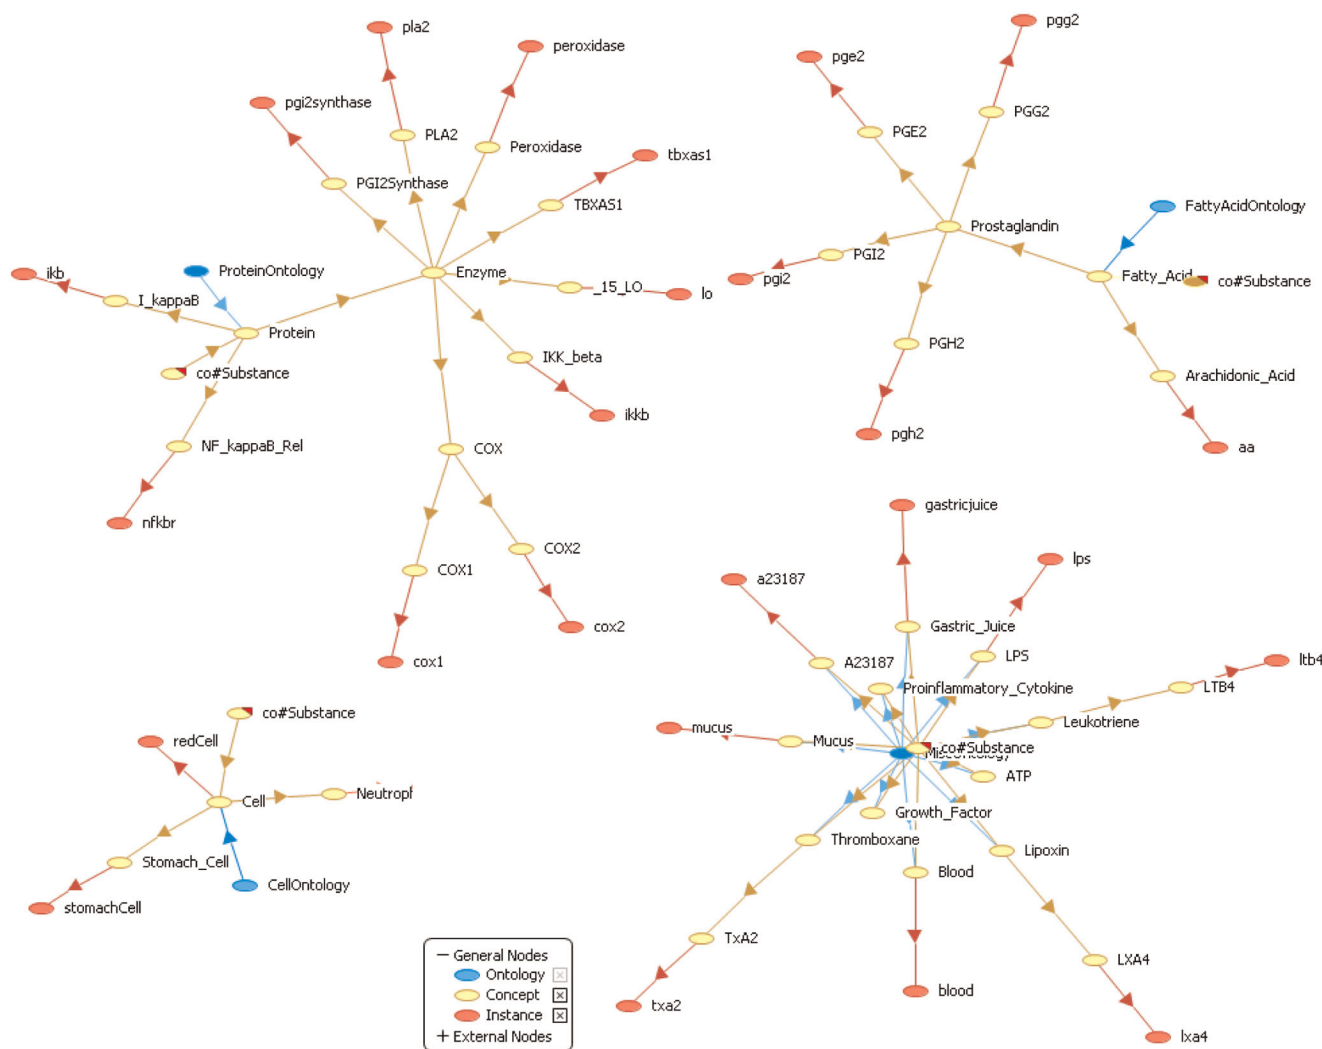 pla2
peroxidase
pgi2synthase
PLA2
Peroxidase
tbxas1
PGI2Synthase
TBXAS1
ikb
ProteinOntology
Enzyme
I_kappaB
_15_LO
lo
Protein
co#Substance
IKK_beta
ikkb
NF_kappaB_Rel
COX
nfkbr
COX1
COX2
cox1
cox2
pgg2
pge2
PGG2
PGE2
FattyAcidOntology
Prostaglandin
PGI2
pgi2
Fatty_Acid
co#Substance
PGH2
Arachidonic_Acid
pgh2
aa
co#Substance
redCell
Cell
Stomach_Cell
CellOntology
stomachCell
gastricjuice
lps
a23187
Gastric_Juice
A23187
LPS
ltb4
Proinflammatory_Cytokine
LTB4
Leukotriene
mucus
Mucus
co#Substance
ATP
Growth_Factor
Thromboxane
Lipoxin
Blood
TxA2
LXA4
txa2
blood
lxa4
− General Nodes
Ontology
Concept
Instance
+ External Nodes